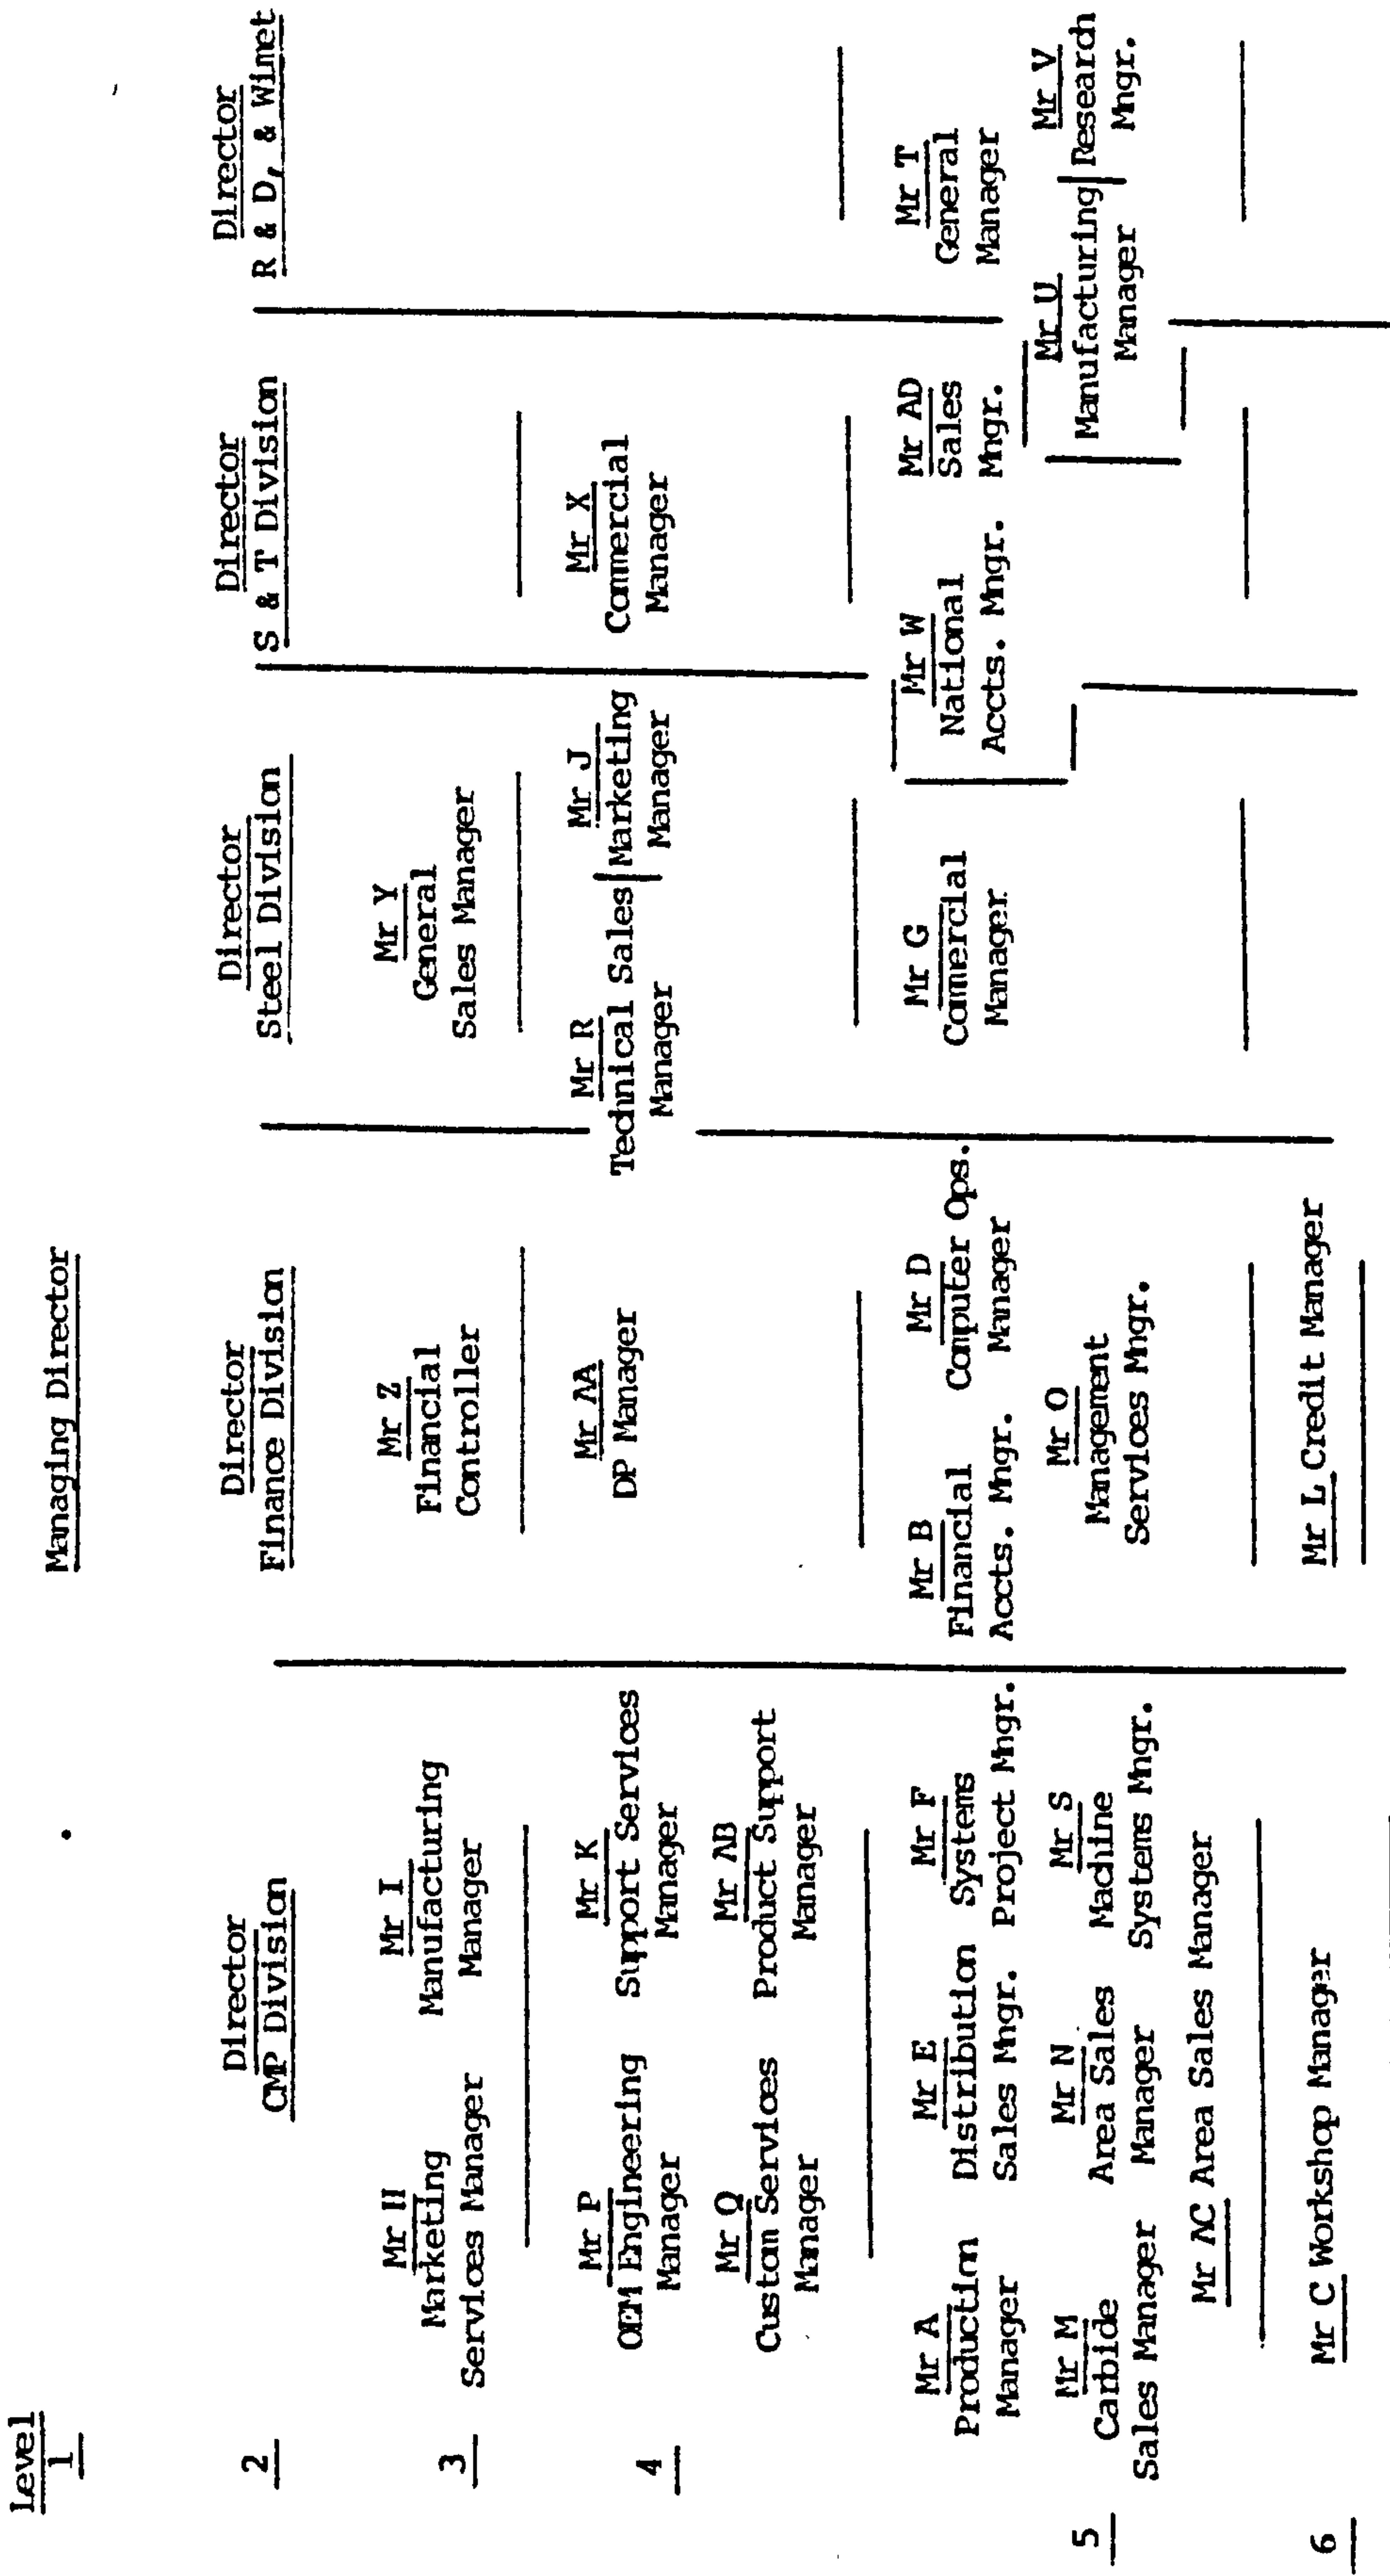 Level
1
Managing Director
2
Director
CMP Division
Director
Finance Division
Director
Steel Division
Director
S & T Division
Director
R & D, & Wimet
3
Mr H
Marketing
Services Manager
Mr I
Manufacturing
Manager
Mr Z
Financial
Controller
Mr Y
General
Sales Manager
4
Mr P
OEM Engineering
Manager
Mr K
Support Services
Manager
Mr Q
Custom Services
Manager
Mr AB
Product Support
Manager
Mr AA
DP Manager
Mr R
Technical Sales
Manager
Mr J
Marketing
Manager
Mr X
Commercial
Manager
5
Mr A
Production
Manager
Mr E
Distribution
Sales Mngr.
Mr F
Systems
Project Mngr.
Mr M
Carbide
Sales Manager
Mr N
Area Sales
Manager
Mr S
Machine
Systems Mngr.
Mr AC Area Sales Manager
Mr B
Financial
Accts. Mngr.
Mr D
Computer Ops.
Manager
Mr O
Management
Services Mngr.
Mr G
Commercial
Manager
Mr W
National
Accts. Mngr.
Mr AD
Sales
Mngr.
Mr T
General
Manager
Mr U
Manufacturing
Manager
Mr V
Research
Mngr.
6
Mr C Workshop Manager
Mr L Credit Manager